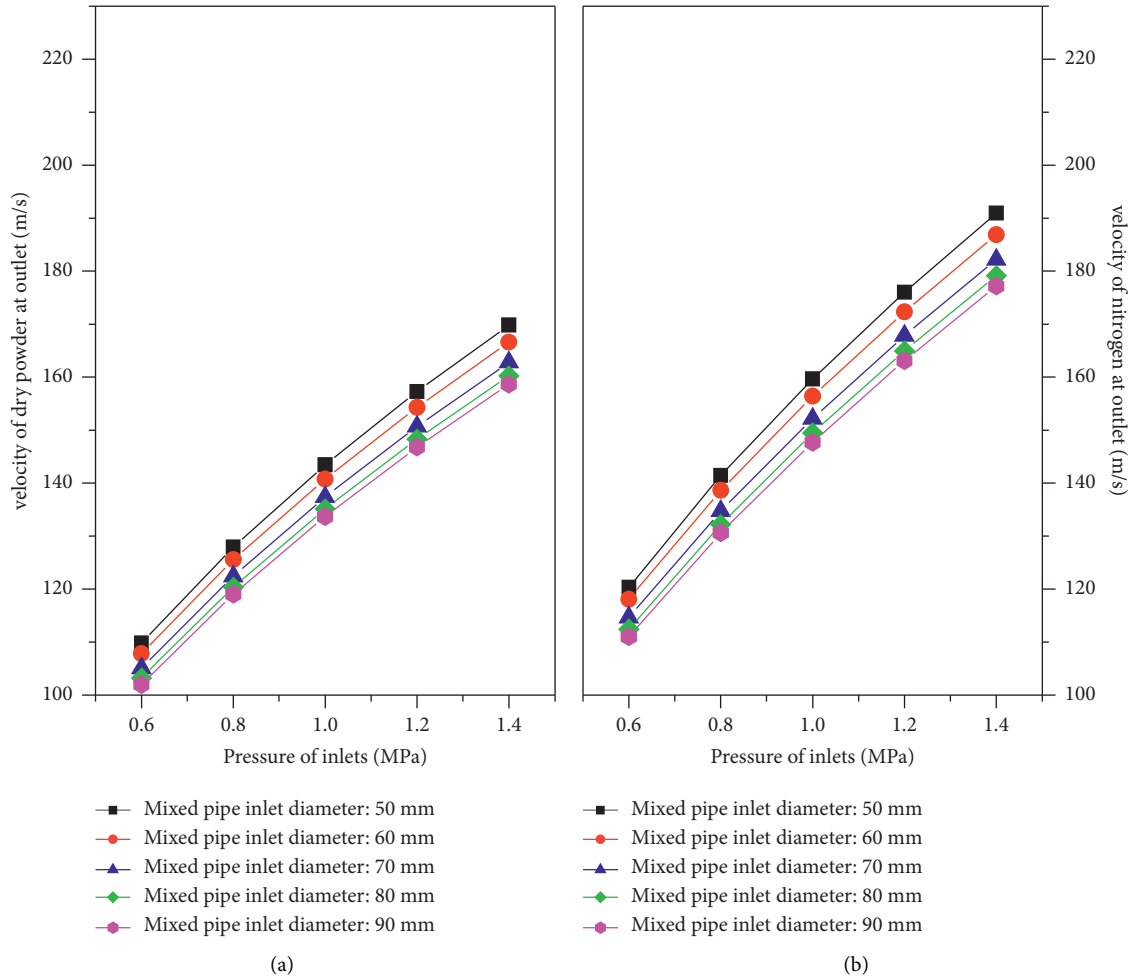 220
200
180
160
140
120
100
velocity of dry powder at outlet (m/s)
0.6 0.8 1.0 1.2 1.4
Pressure of inlets (MPa)
Mixed pipe inlet diameter: 50 mm
Mixed pipe inlet diameter: 60 mm
Mixed pipe inlet diameter: 70 mm
Mixed pipe inlet diameter: 80 mm
Mixed pipe inlet diameter: 90 mm
(a)
220
200
180
160
140
120
100
velocity of nitrogen at outlet (m/s)
0.6 0.8 1.0 1.2 1.4
Pressure of inlets (MPa)
Mixed pipe inlet diameter: 50 mm
Mixed pipe inlet diameter: 60 mm
Mixed pipe inlet diameter: 70 mm
Mixed pipe inlet diameter: 80 mm
Mixed pipe inlet diameter: 90 mm
(b)